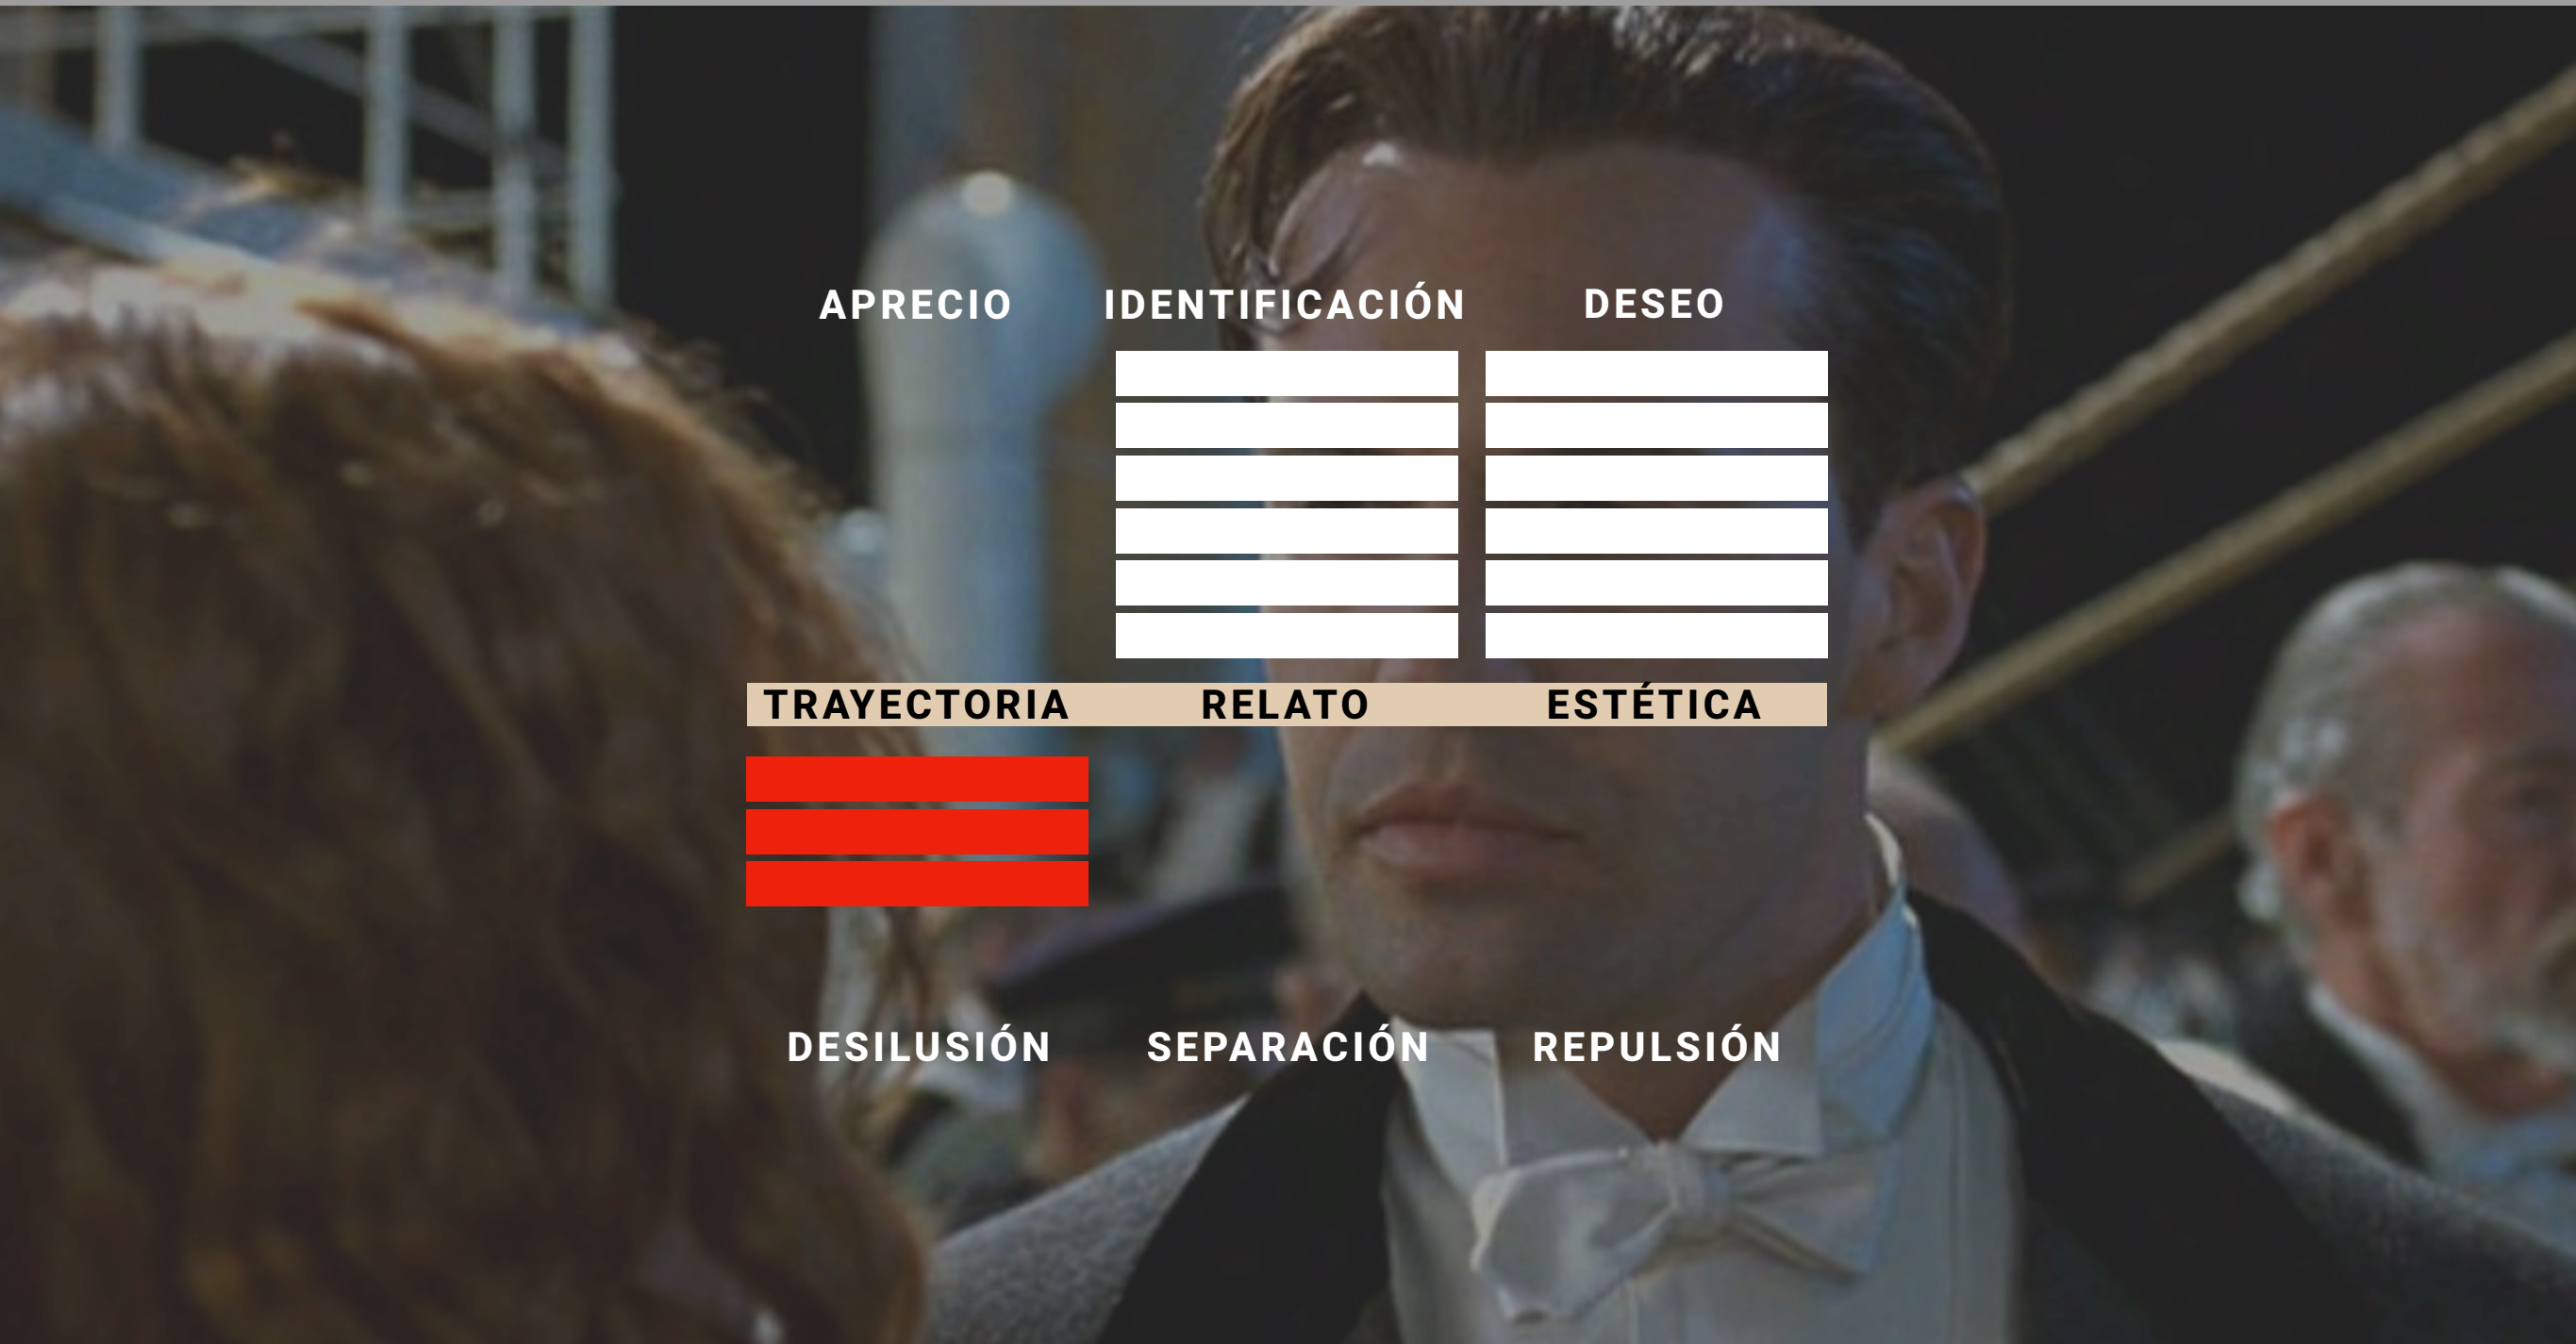 APRECIO IDENTIFICACIÓN DESEO
TRAYECTORIA RELATO ESTÉTICA
DESILUSIÓN SEPARACIÓN REPULSIÓN